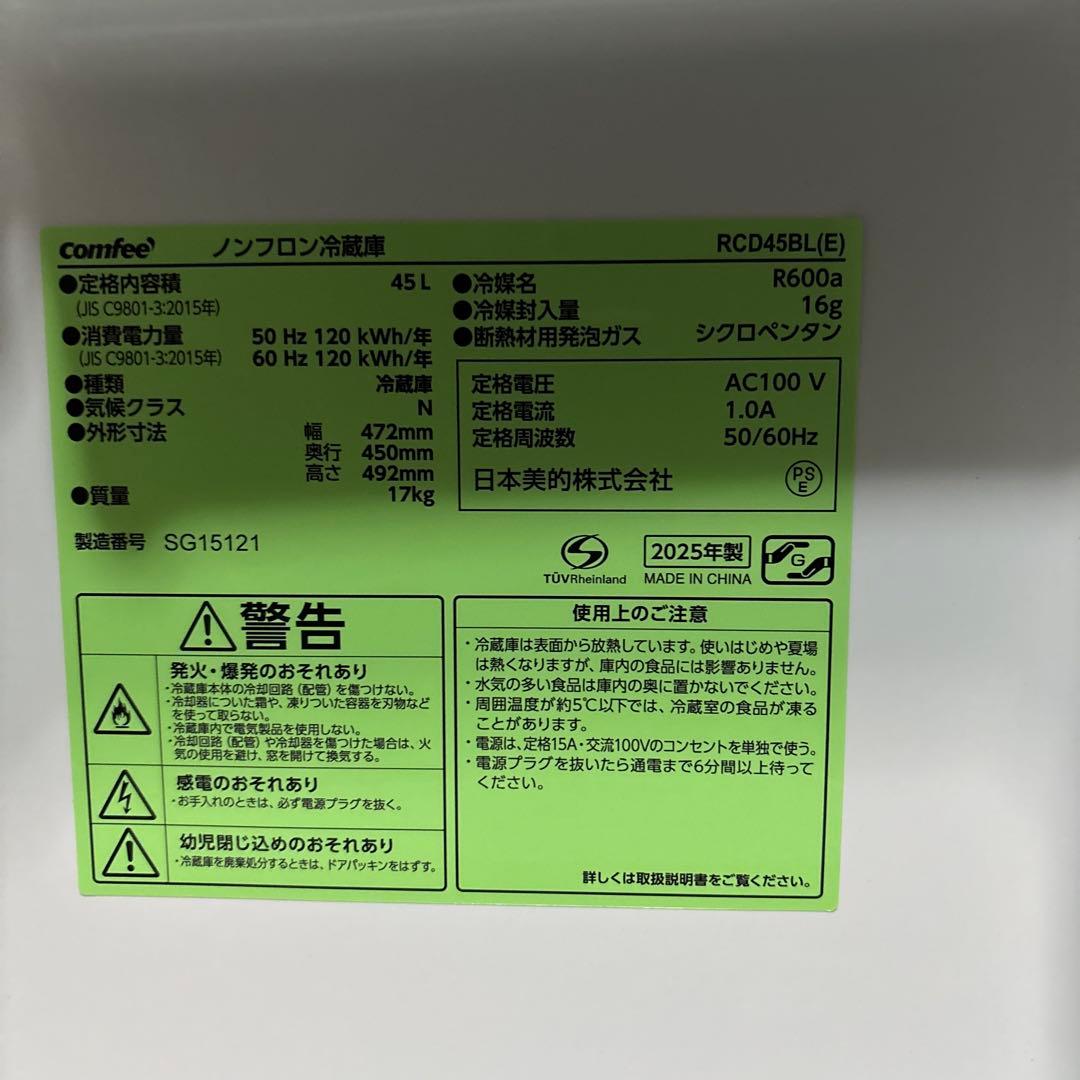 comfee' ノンフロン冷蔵庫 RCD45BL(E)
●定格内容積 45 L
(JIS C9801-3:2015年)
●消費電力量 50 Hz 120 kWh/年
(JIS C9801-3:2015年) 60 Hz 120 kWh/年
●種類 冷蔵庫
●気候クラス N
●外形寸法 幅 472mm
奥行 450mm
高さ 492mm
●質量 17kg
●冷媒名 R600a
●冷媒封入量 16g
●断熱材用発泡ガス シクロペンタン
定格電圧 AC100 V
定格電流 1.0A
定格周波数 50/60Hz
日本美的株式会社 PSE
製造番号 SG15121
TÜVRheinland
2025年製
MADE IN CHINA
G
警告
発火・爆発のおそれあり
・冷蔵庫本体の冷却回路(配管)を傷つけない。
・冷却器についた霜や、凍りついた容器を刃物など
を使って取らない。
・冷蔵庫内で電気製品を使用しない。
・冷却回路(配管)や冷却器を傷つけた場合は、火
気の使用を避け、窓を開けて換気する。
感電のおそれあり
・お手入れのときは、必ず電源プラグを抜く。
幼児閉じ込めのおそれあり
・冷蔵庫を廃棄処分するときは、ドアパッキンをはずす。
使用上のご注意
・冷蔵庫は表面から放熱しています。使いはじめや夏場
は熱くなりますが、庫内の食品には影響ありません。
・水気の多い食品は庫内の奥に置かないでください。
・周囲温度が約5℃以下では、冷蔵室の食品が凍る
ことがあります。
・電源は、定格15A・交流100Vのコンセントを単独で使う。
・電源プラグを抜いたら通電まで6分間以上待って
ください。
詳しくは取扱説明書をご覧ください。